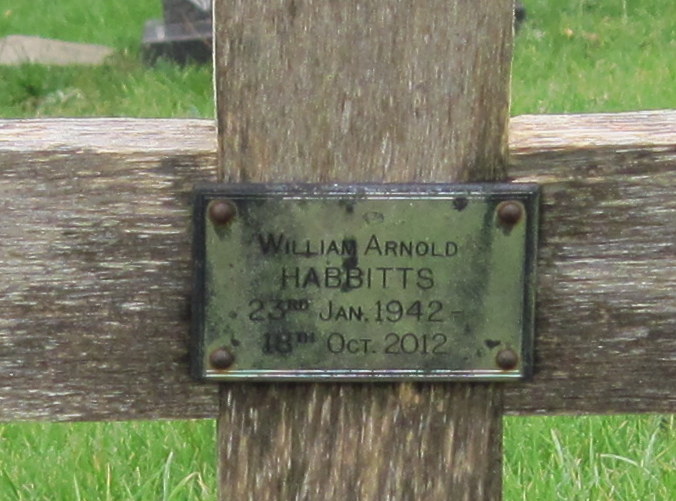 William Arnold
HABBITTS
23RD Jan. 1942 -
18TH Oct. 2012